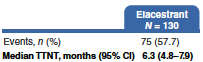 Elacestrant
N = 130
Events, n (%) 75 (57.7)
Median TTNT, months (95% CI) 6.3 (4.8–7.9)